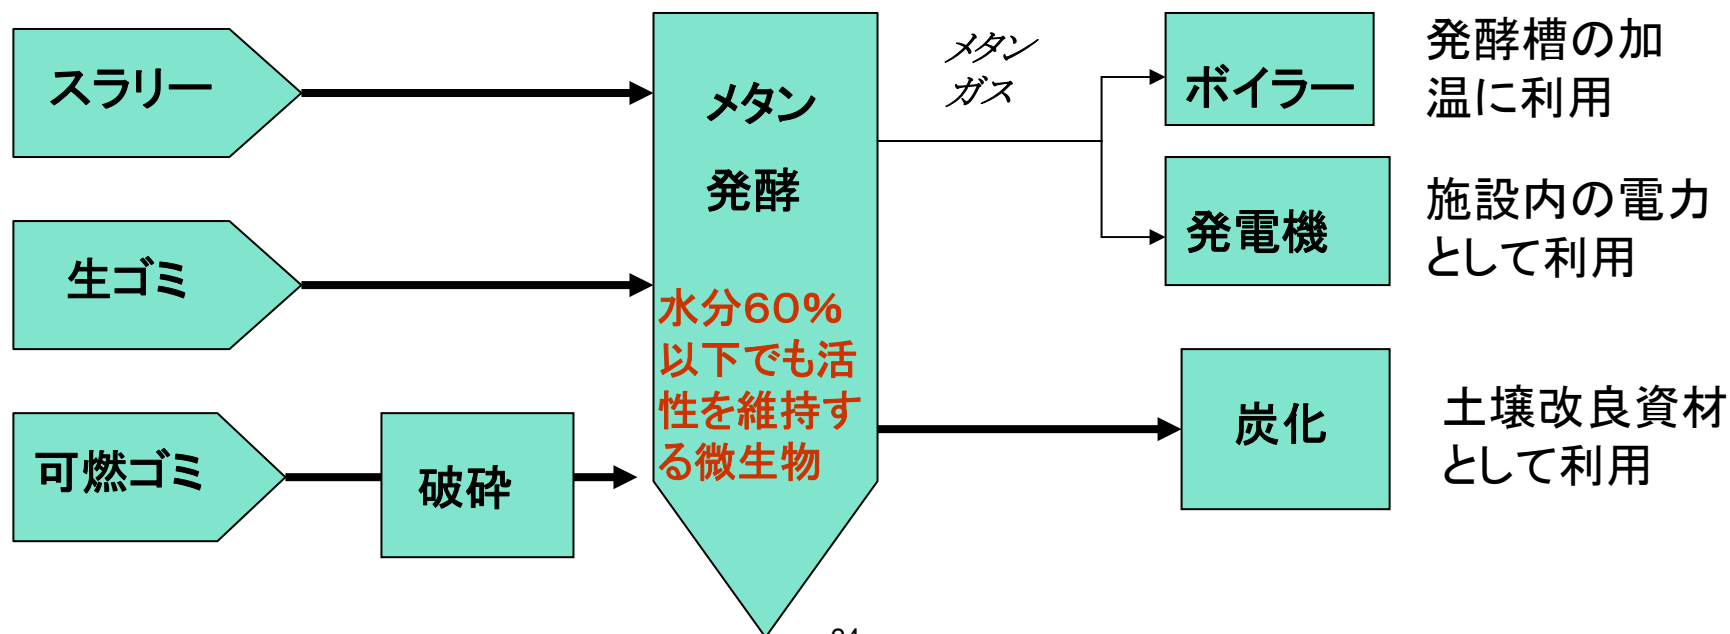 スラリー
生ゴミ
可燃ゴミ
破砕
メタン
発酵
水分60%
以下でも活
性を維持す
る微生物
メタン
ガス
ボイラー
発酵槽の加
温に利用
発電機
施設内の電力
として利用
炭化
土壌改良資材
として利用